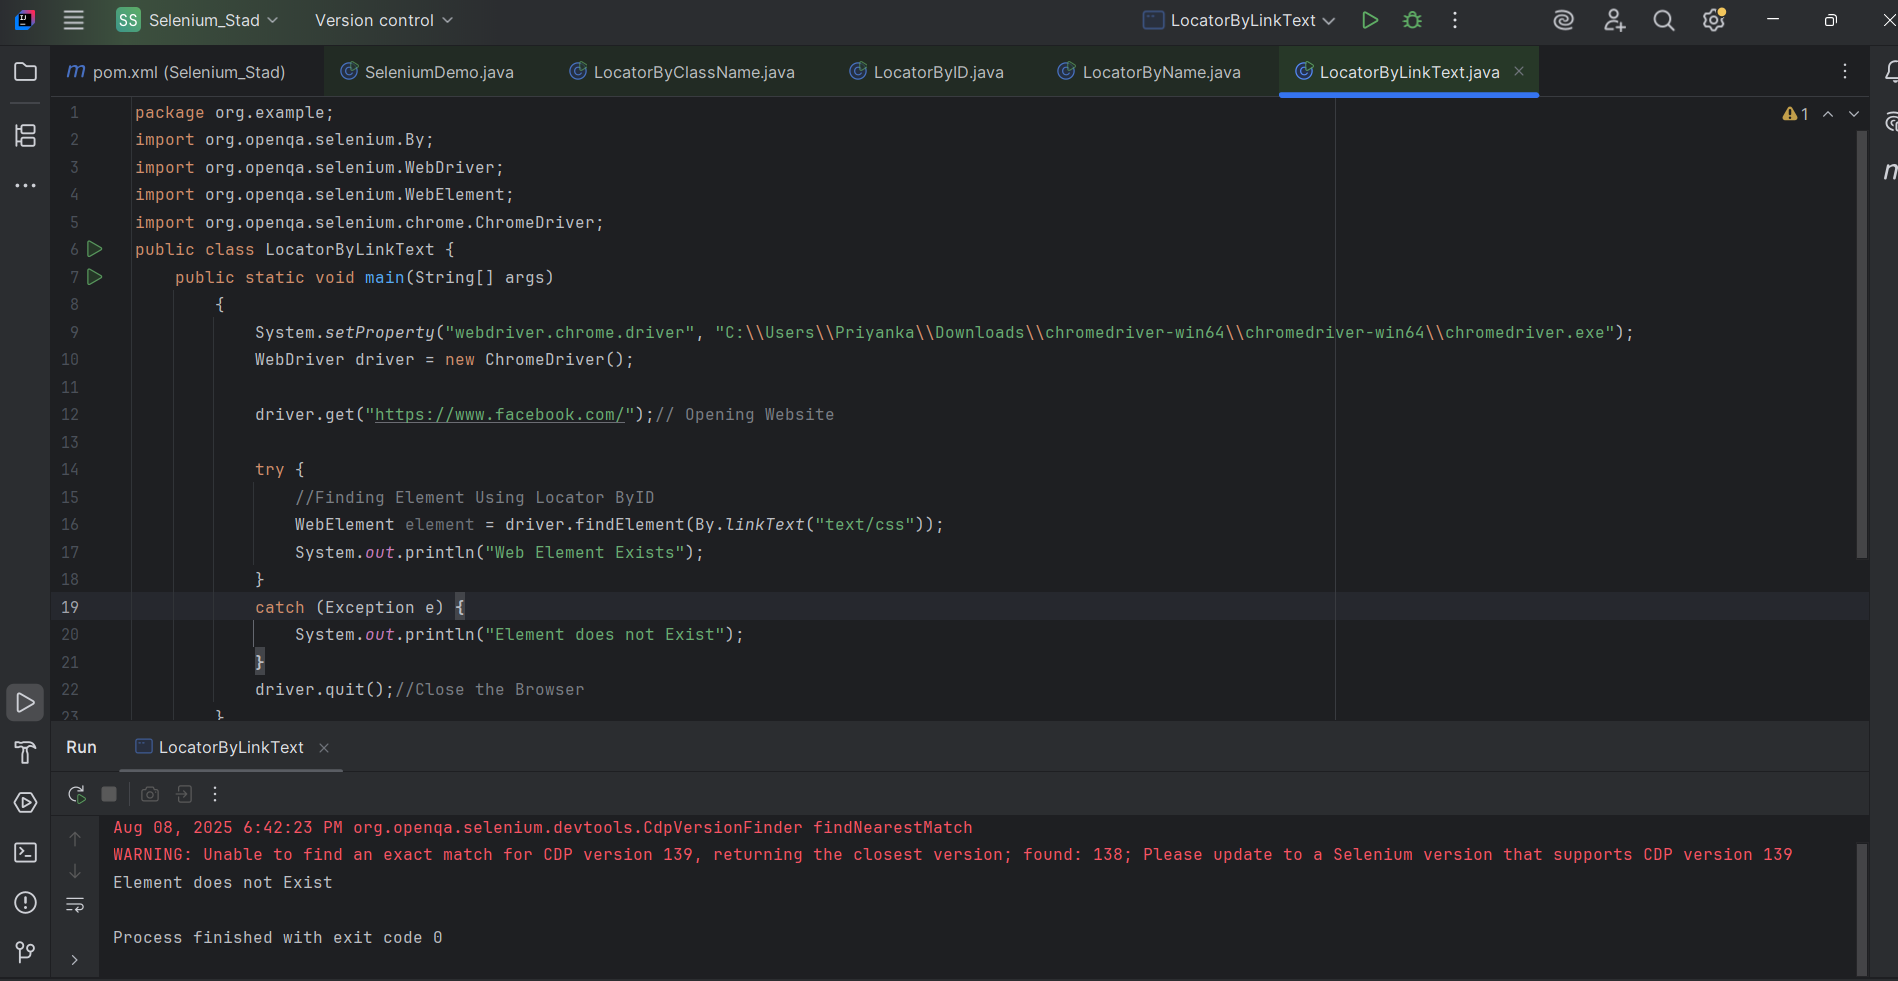 SS Selenium_Stad Version control LocatorByLinkText
m pom.xml (Selenium_Stad) SeleniumDemo.java LocatorByClassName.java LocatorByID.java LocatorByName.java LocatorByLinkText.java
1 package org.example; 1
2 import org.openqa.selenium.By;
3 import org.openqa.selenium.WebDriver;
4 import org.openqa.selenium.WebElement;
5 import org.openqa.selenium.chrome.ChromeDriver;
6 public class LocatorByLinkText {
7 public static void main(String[] args)
8 {
9 System.setProperty("webdriver.chrome.driver", "C:\\Users\\Priyanka\\Downloads\\chromedriver-win64\\chromedriver-win64\\chromedriver.exe");
10 WebDriver driver = new ChromeDriver();
11
12 driver.get("https://www.facebook.com/");// Opening Website
13
14 try {
15 //Finding Element Using Locator ByID
16 WebElement element = driver.findElement(By.linkText("text/css"));
17 System.out.println("Web Element Exists");
18 }
19 catch (Exception e) {
20 System.out.println("Element does not Exist");
21 }
22 driver.quit();//Close the Browser
23 }
Run LocatorByLinkText
Aug 08, 2025 6:42:23 PM org.openqa.selenium.devtools.CdpVersionFinder findNearestMatch
WARNING: Unable to find an exact match for CDP version 139, returning the closest version; found: 138; Please update to a Selenium version that supports CDP version 139
Element does not Exist
Process finished with exit code 0